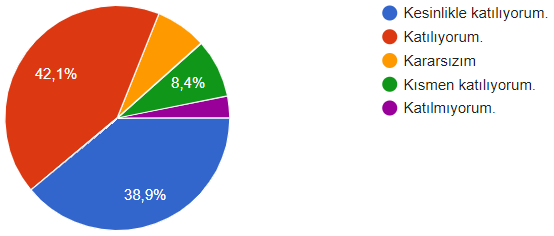 42,1%
8,4%
38,9%
Kesinlikle katılıyorum.
Katılıyorum.
Kararsızım
Kısmen katılıyorum.
Katılmıyorum.